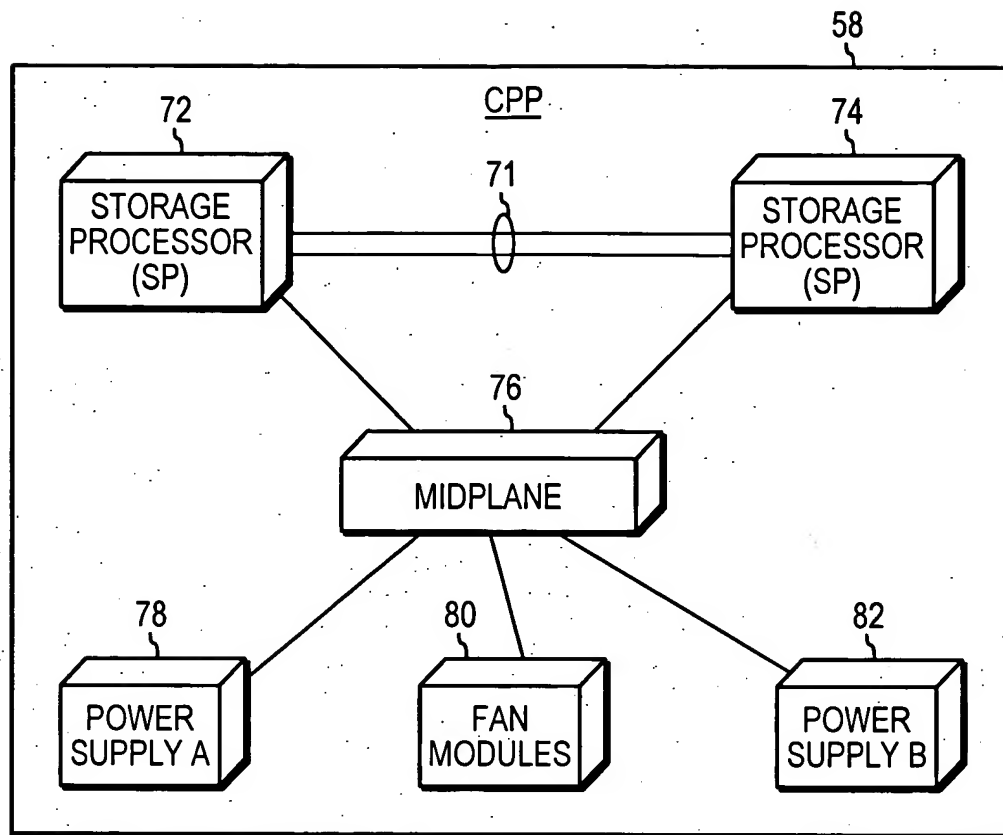 58
CPP
72
74
71
STORAGE
PROCESSOR
(SP)
STORAGE
PROCESSOR
(SP)
76
MIDPLANE
78
80
82
POWER
SUPPLY A
FAN
MODULES
POWER
SUPPLY B